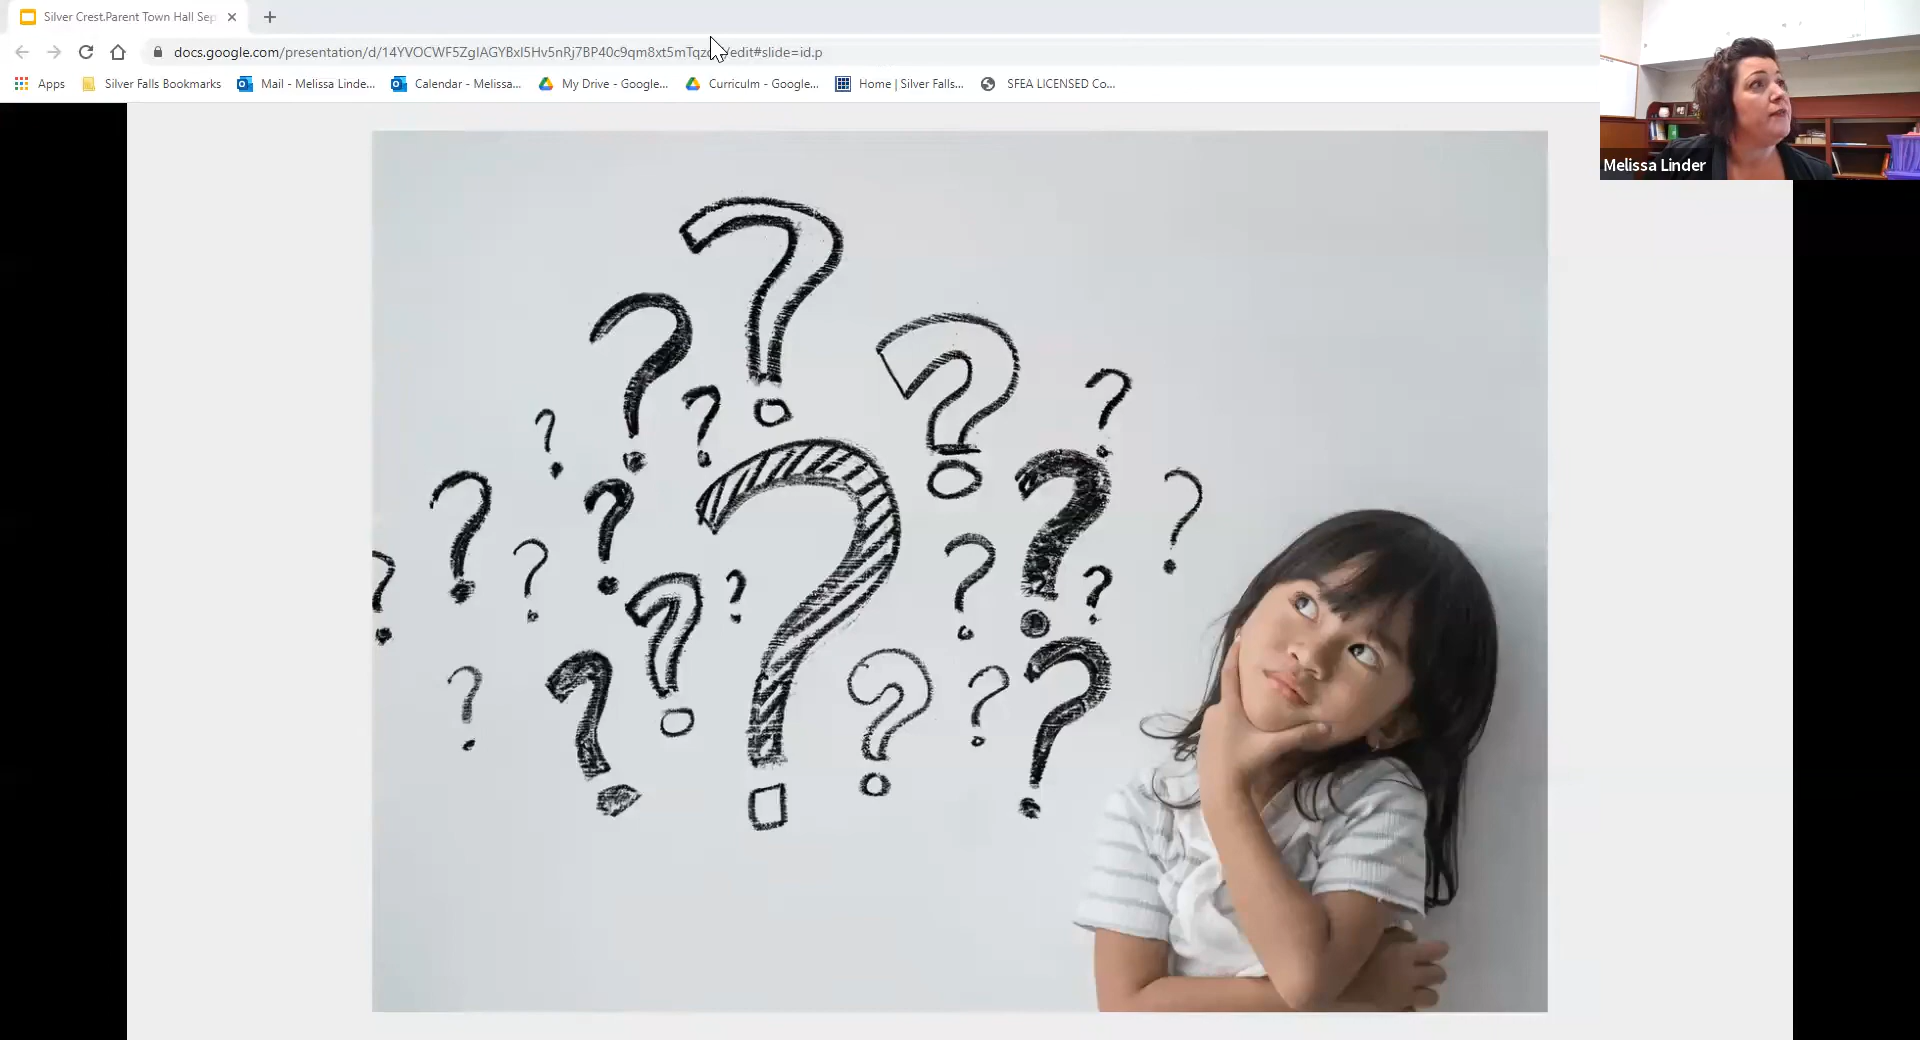 Silver Crest.Parent Town Hall Sep
docs.google.com/presentation/d/
/edit#slide=id.p
Apps Silver Falls Bookmarks Mail - Melissa Linde... Calendar - Melissa... My Drive - Google... Curriculm - Google... Home | Silver Falls... SFEA LICENSED Co...
Melissa Linder
? ? ? ? ? ? ? ? ? ? ? ? ? ? ? ? ? ? ? ? ? ?